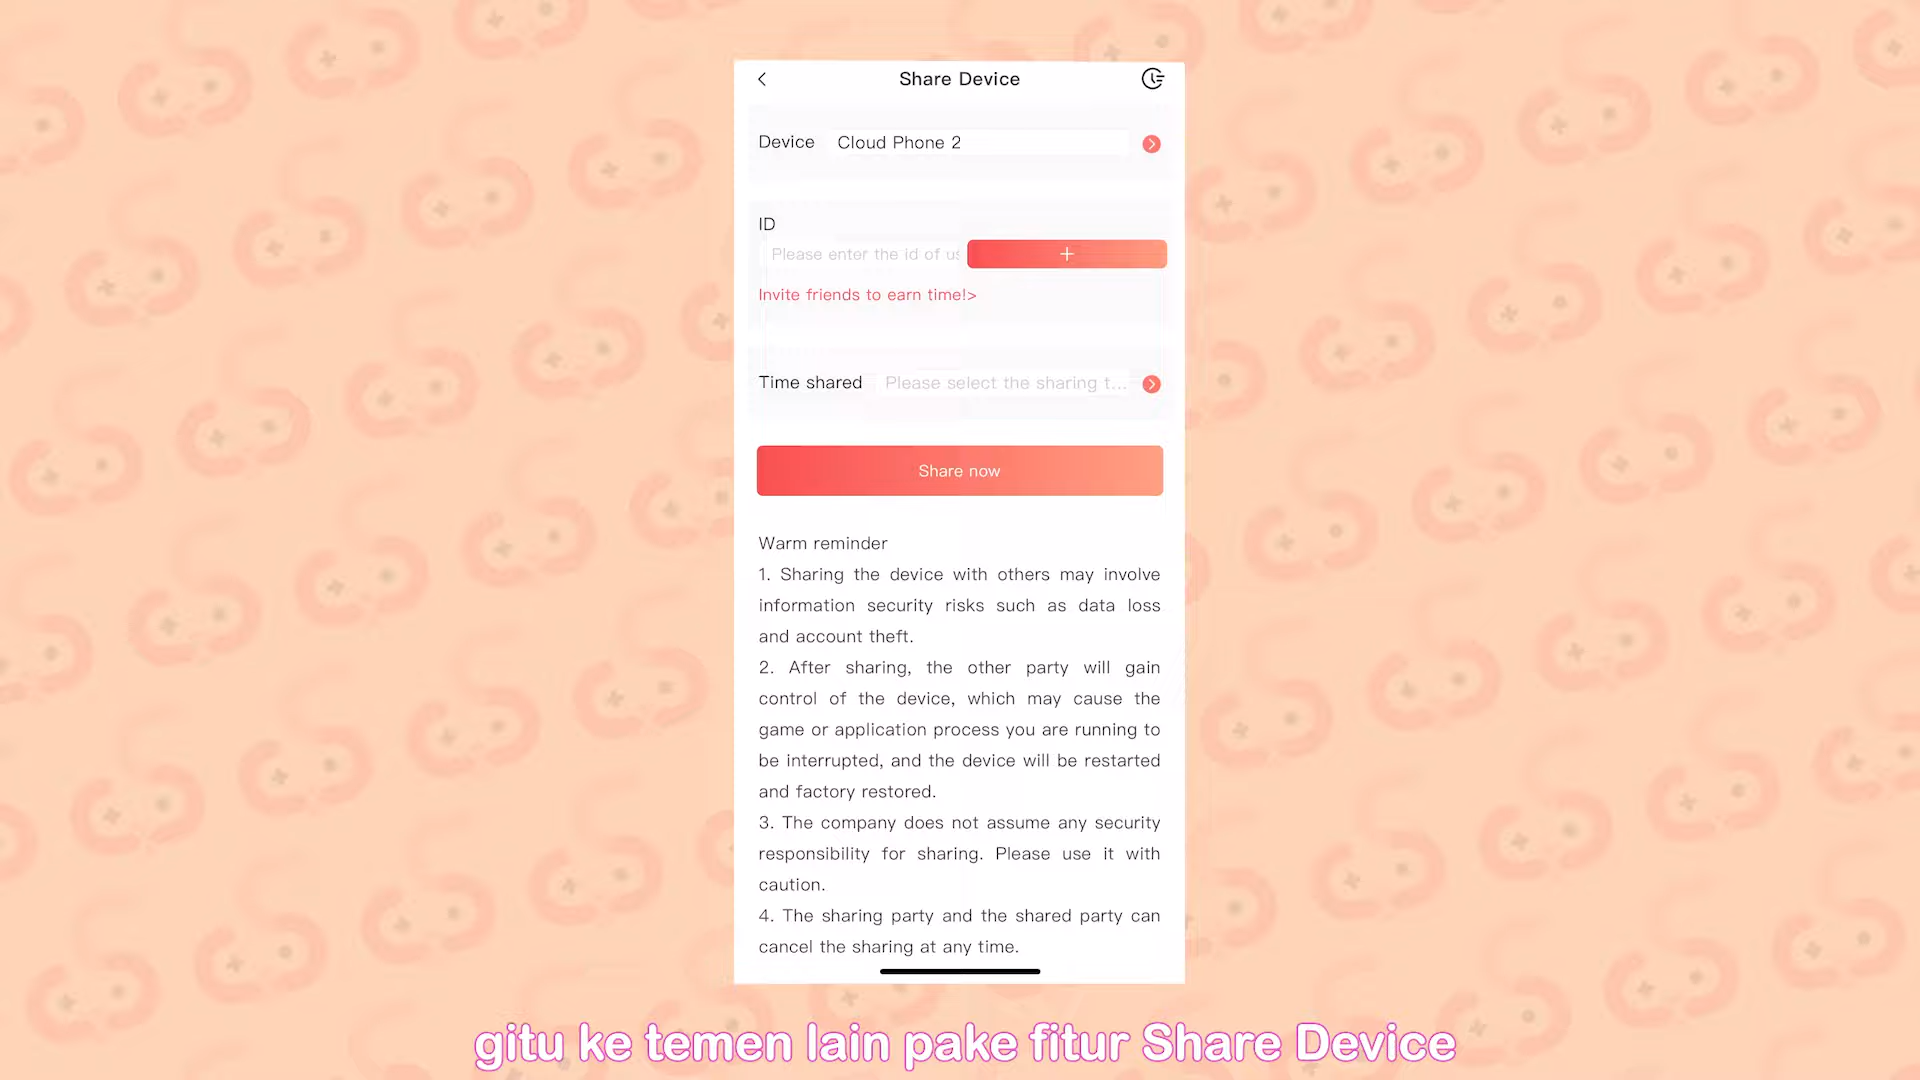 Share Device
Device Cloud Phone 2
ID
Please enter the id of us
+
Invite friends to earn time!>
Time shared Please select the sharing t...
Share now
Warm reminder
1. Sharing the device with others may involve
information security risks such as data loss
and account theft.
2. After sharing, the other party will gain
control of the device, which may cause the
game or application process you are running to
be interrupted, and the device will be restarted
and factory restored.
3. The company does not assume any security
responsibility for sharing. Please use it with
caution.
4. The sharing party and the shared party can
cancel the sharing at any time.
gitu ke temen lain pake fitur Share Device